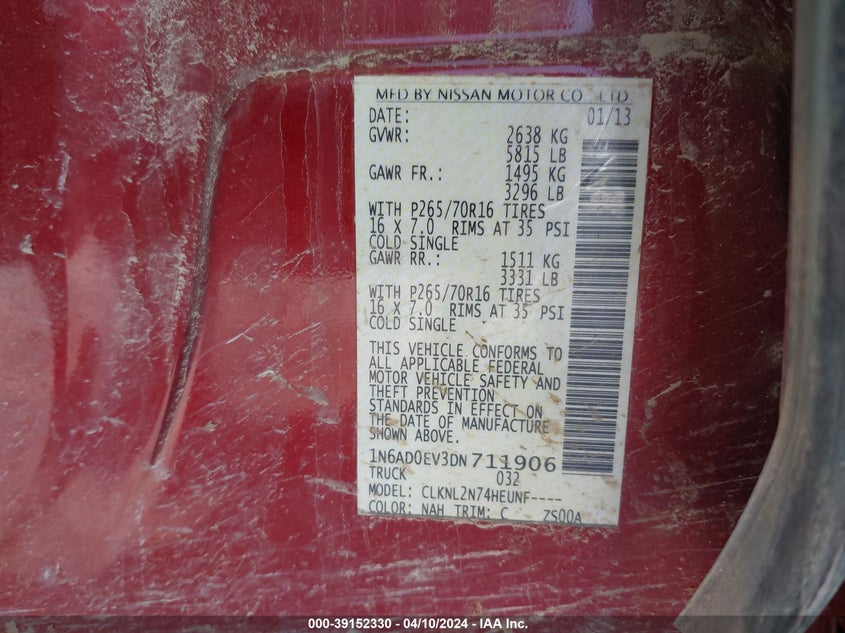 MFD BY NISSAN MOTOR CO., LTD.
DATE: 01/13
GVWR: 2638 KG
5815 LB
GAWR FR.: 1495 KG
3296 LB
WITH P265/70R16 TIRES
16 X 7.0 RIMS AT 35 PSI
COLD SINGLE
GAWR RR.: 1511 KG
3331 LB
WITH P265/70R16 TIRES
16 X 7.0 RIMS AT 35 PSI
COLD SINGLE
THIS VEHICLE CONFORMS TO
ALL APPLICABLE FEDERAL
MOTOR VEHICLE SAFETY AND
THEFT PREVENTION
STANDARDS IN EFFECT ON
THE DATE OF MANUFACTURE
SHOWN ABOVE.
1N6AD0EV3DN711906
TRUCK 032
MODEL: CLKNL2N74HEUNF----
COLOR: NAH TRIM: C ZS00A
000-39152330 - 04/10/2024 - IAA Inc.